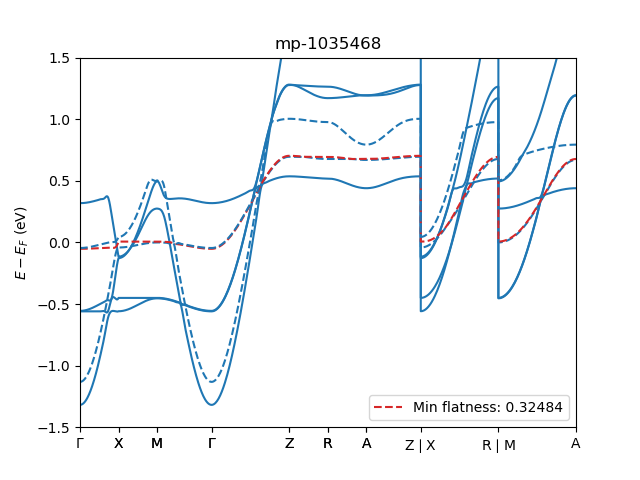 mp-1035468
1.5
1.0
0.5
0.0
−0.5
−1.0
−1.5
E − E_F (eV)
Min flatness: 0.32484
Γ X M Γ Z R A Z | X R | M A